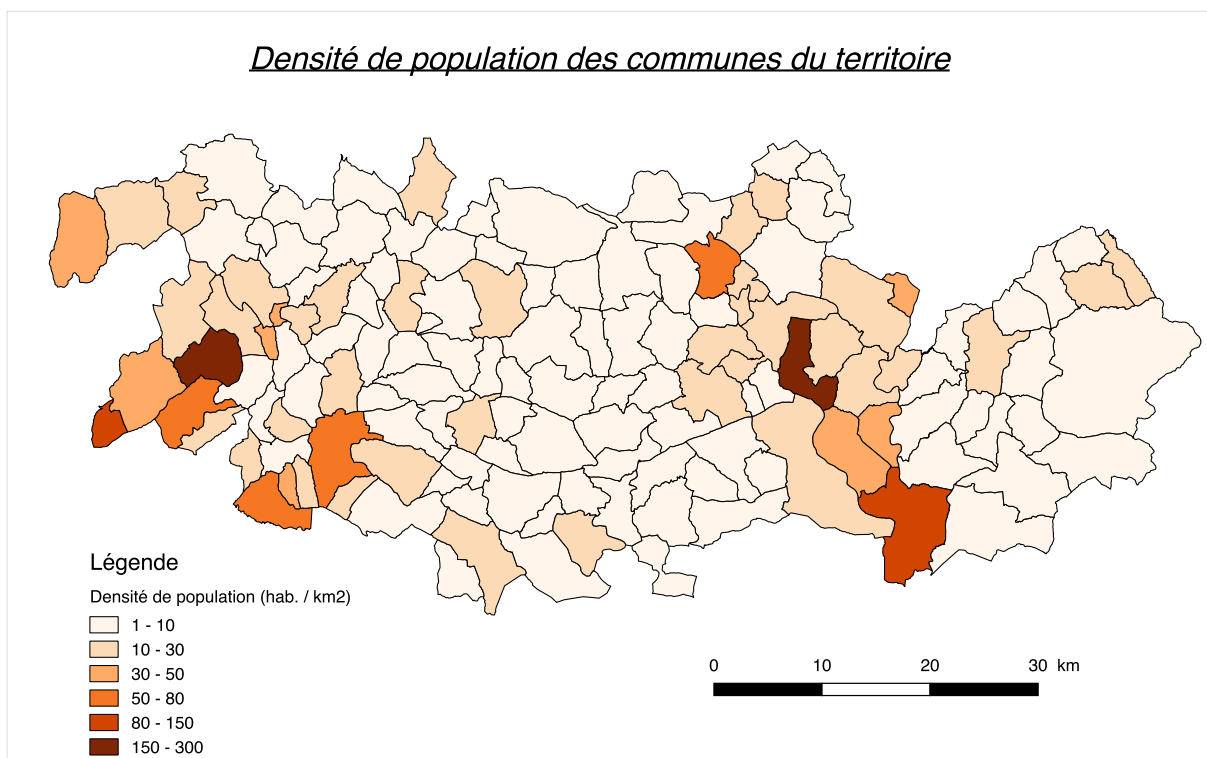 Densité de population des communes du territoire
Légende
Densité de population (hab. / km2)
1 - 10
10 - 30
30 - 50
50 - 80
80 - 150
150 - 300
0 10 20 30 km